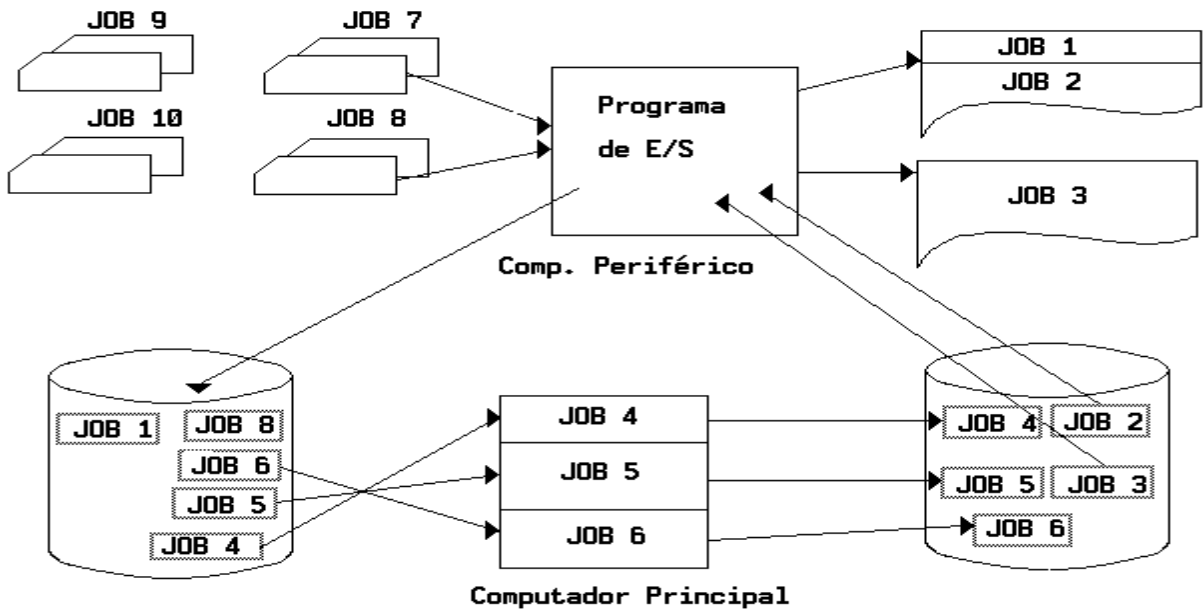 JOB 9
JOB 7
JOB 10
JOB 8
Programa
de E/S
Comp. Periférico
JOB 1
JOB 2
JOB 3
JOB 1
JOB 8
JOB 6
JOB 5
JOB 4
JOB 4
JOB 5
JOB 6
Computador Principal
JOB 4
JOB 2
JOB 5
JOB 3
JOB 6